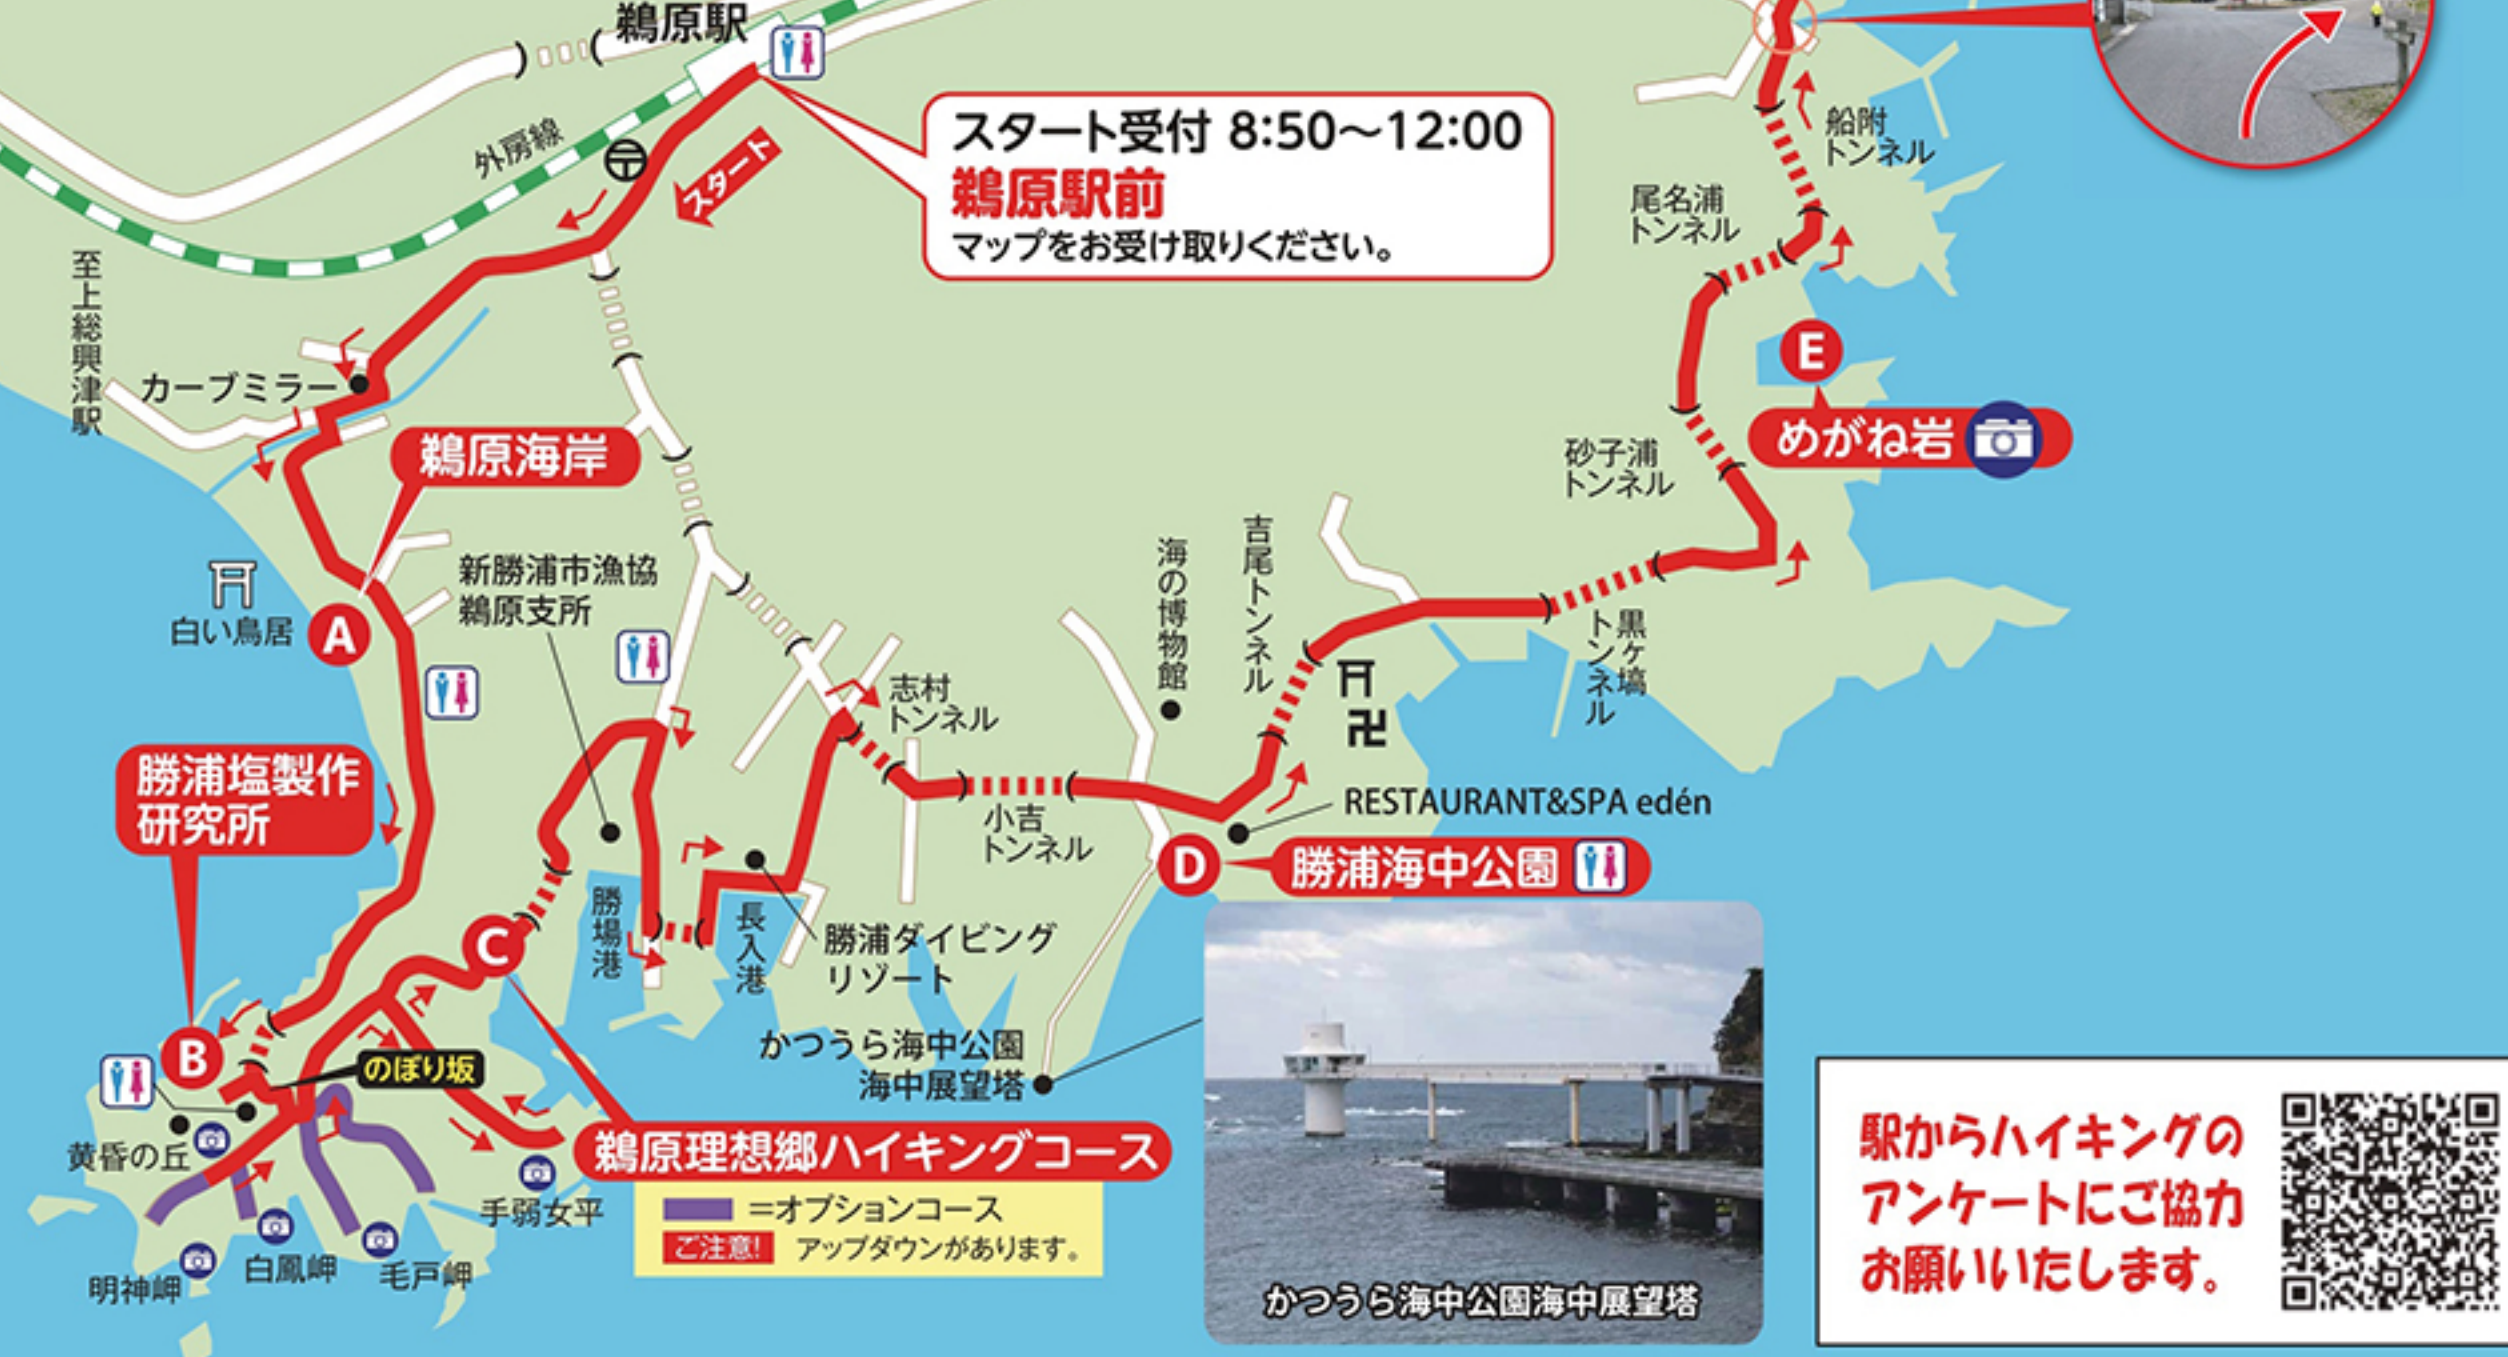 鵜原駅
外房線
スタート
スタート受付 8:50～12:00
鵜原駅前
マップをお受け取りください。
船附
トンネル
尾名浦
トンネル
至上総興津駅
カーブミラー
鵜原海岸
E
めがね岩
砂子浦
トンネル
白い鳥居
A
新勝浦市漁協
鵜原支所
海の博物館
吉尾トンネル
黒ヶ塙
トンネル
志村
トンネル
卍
勝浦塩製作
研究所
小吉
トンネル
RESTAURANT&SPA edén
D
勝浦海中公園
C
勝場港
長入港
勝浦ダイビング
リゾート
かつうら海中公園
海中展望塔
B
のぼり坂
黄昏の丘
鵜原理想郷ハイキングコース
=オプションコース
ご注意! アップダウンがあります。
手弱女平
明神岬
白鳳岬
毛戸岬
かつうら海中公園海中展望塔
駅からハイキングの
アンケートにご協力
お願いいたします。